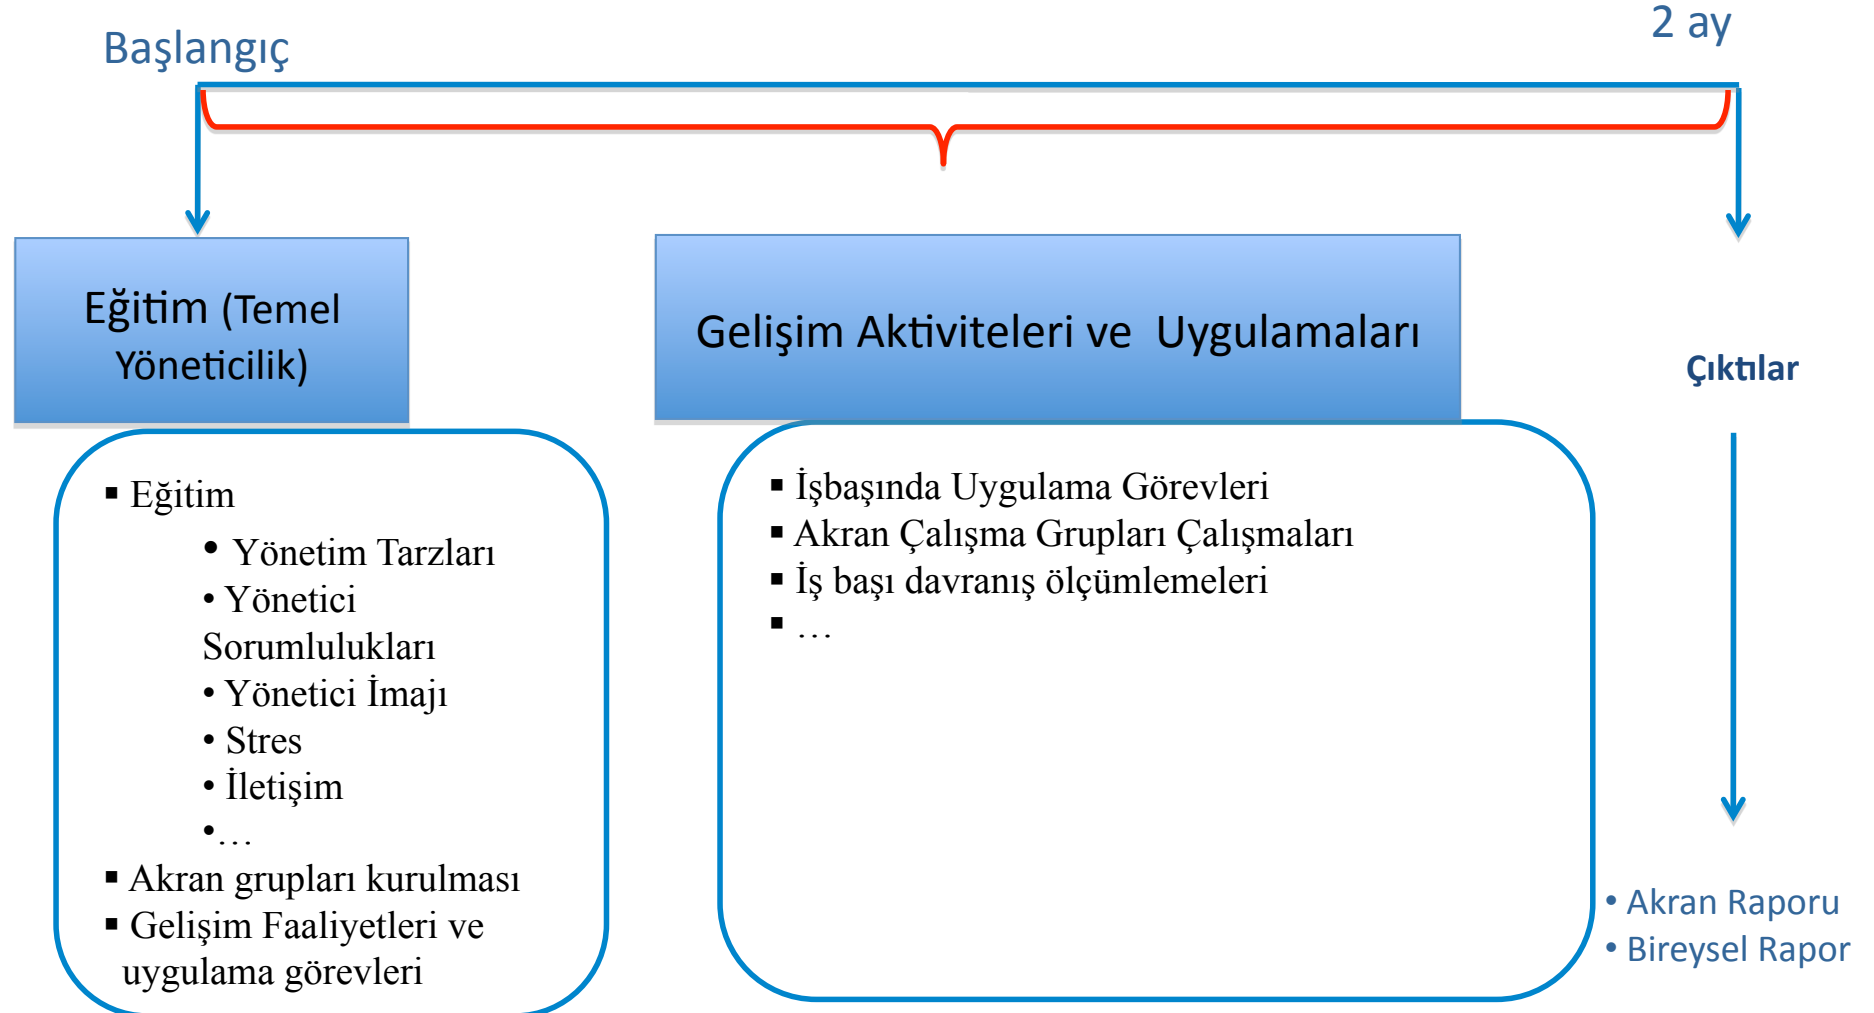 Başlangıç
2 ay
Eğitim (Temel
Yöneticilik)
▪ Eğitim
• Yönetim Tarzları
• Yönetici
Sorumlulukları
• Yönetici İmajı
• Stres
• İletişim
•…
▪ Akran grupları kurulması
▪ Gelişim Faaliyetleri ve
uygulama görevleri
Gelişim Aktiviteleri ve Uygulamaları
▪ İşbaşında Uygulama Görevleri
▪ Akran Çalışma Grupları Çalışmaları
▪ İş başı davranış ölçümlemeleri
▪ …
Çıktılar
• Akran Raporu
• Bireysel Rapor